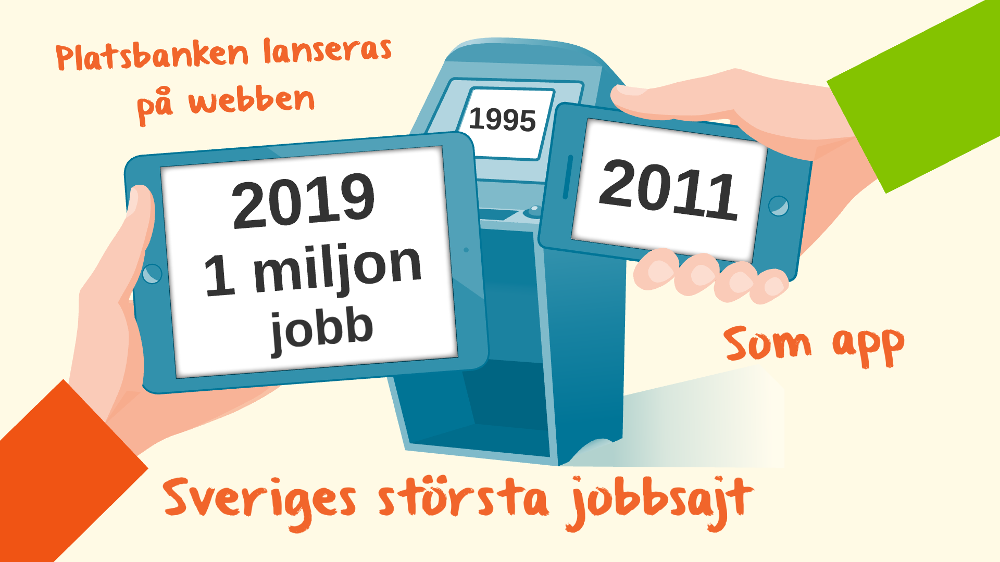 Platsbanken lanseras
på webben
1995
2011
2019
1 miljon
jobb
Som app
Sveriges största jobbsajt